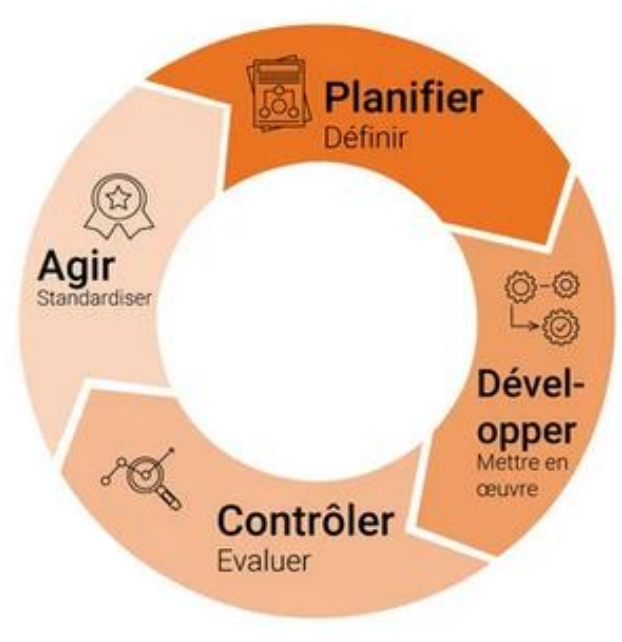 Planifier
Définir
Dével-
opper
Mettre en
œuvre
Contrôler
Evaluer
Agir
Standardiser